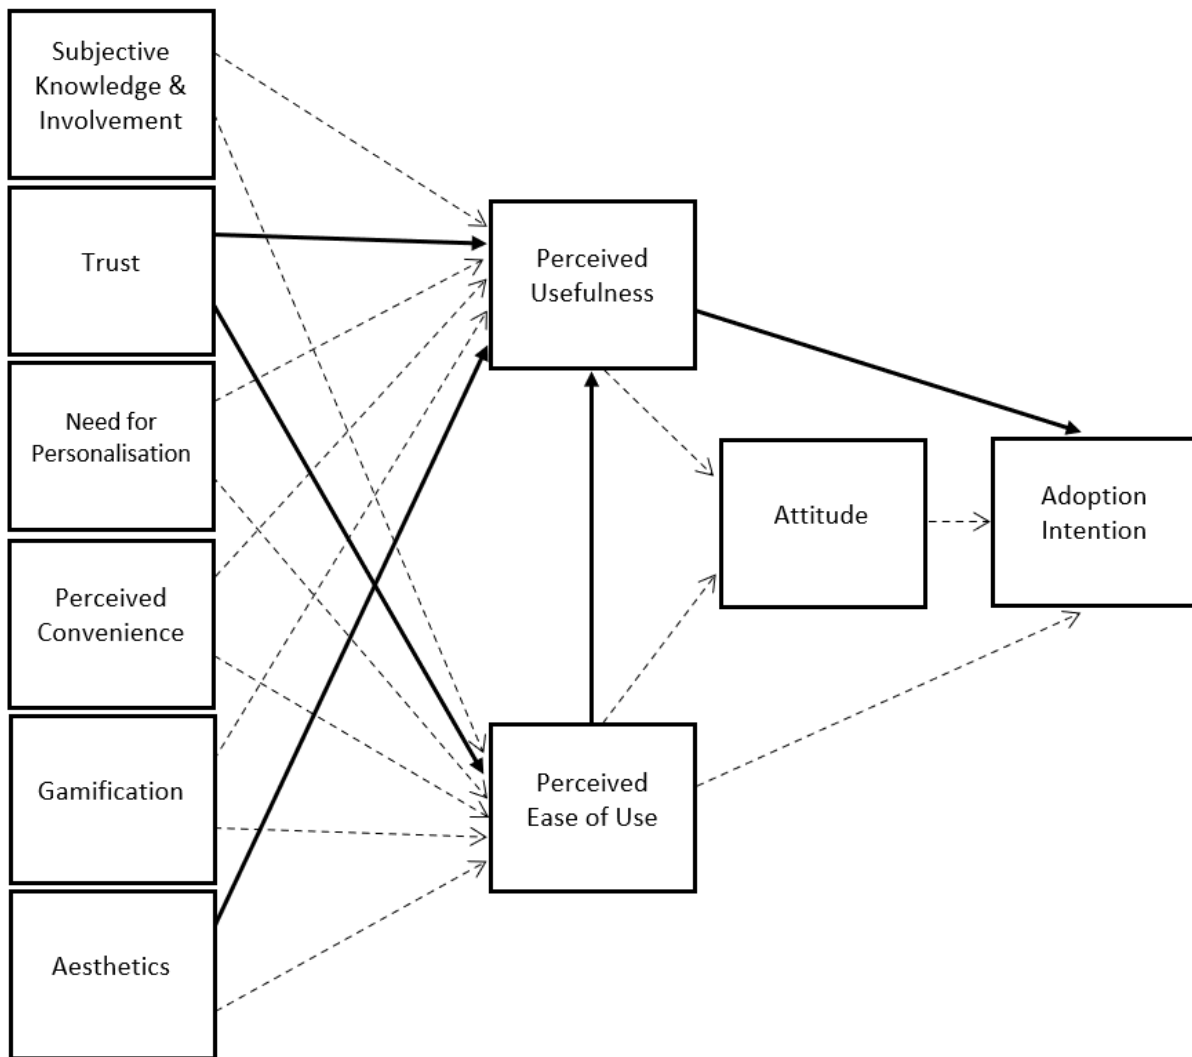 Subjective
Knowledge &
Involvement
Trust
Need for
Personalisation
Perceived
Convenience
Gamification
Aesthetics
Perceived
Usefulness
Perceived
Ease of Use
Attitude
Adoption
Intention